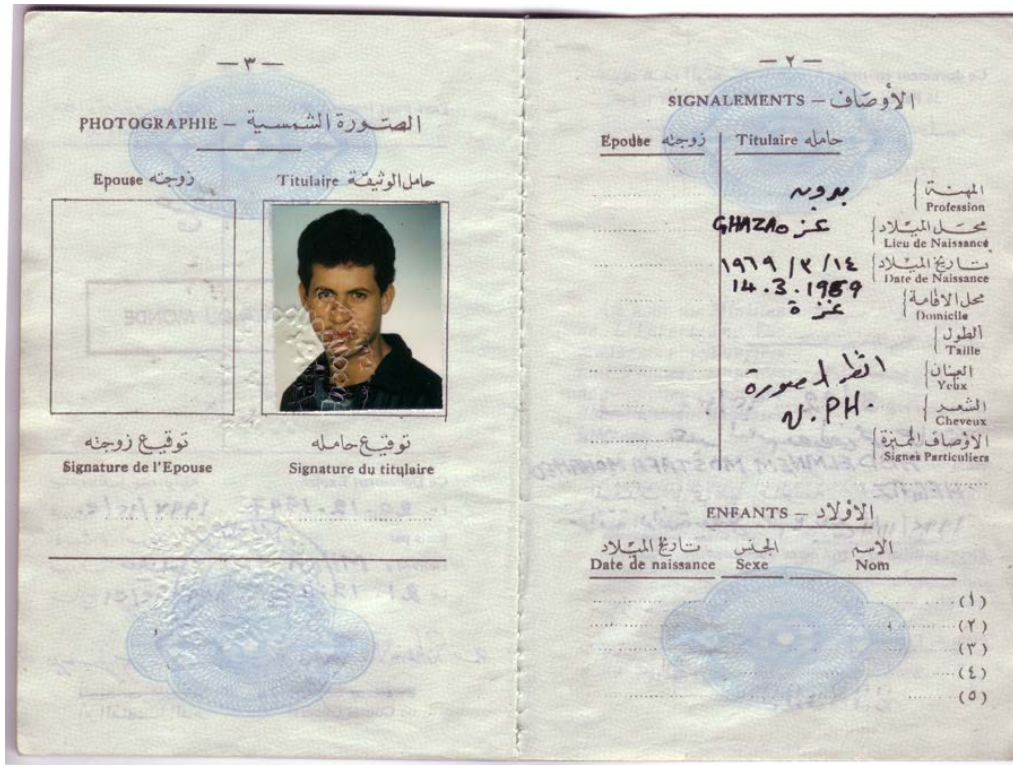 — ٣ —
الصورة الشمسية — PHOTOGRAPHIE
Epouse زوجته
Titulaire حامل الوثيقة
توقيع زوجته
Signature de l'Epouse
توقيع حامله
Signature du titulaire
— ٢ —
الأوصاف — SIGNALEMENTS
Epouse زوجته
Titulaire حامله
بدون
المهنة
Profession
GHAZA غزة
محل الميلاد
Lieu de Naissance
١٩٦٩/٣/١٤
14.3.1969
تاريخ الميلاد
Date de Naissance
غزة
محل الاقامة
Domicile
الطول
Taille
العينان
Yeux
انظر الصورة
V.PH.
الشعر
Cheveux
الأوصاف المميزة
Signes Particuliers
ENFANTS — الاولاد
تاريخ الميلاد
Date de naissance
الجنس
Sexe
الاسم
Nom
(١)
(٢)
(٣)
(٤)
(٥)